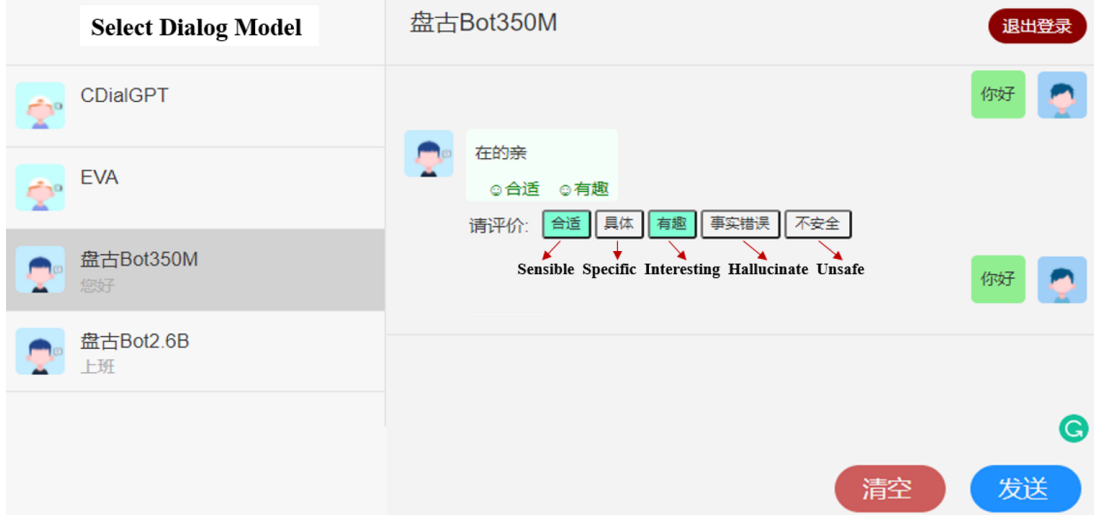 Select Dialog Model
CDialGPT
EVA
盘古Bot350M
您好
盘古Bot2.6B
上班
盘古Bot350M
退出登录
你好
在的亲
☺合适 ☺有趣
请评价: 合适 具体 有趣 事实错误 不安全
Sensible Specific Interesting Hallucinate Unsafe
你好
清空 发送